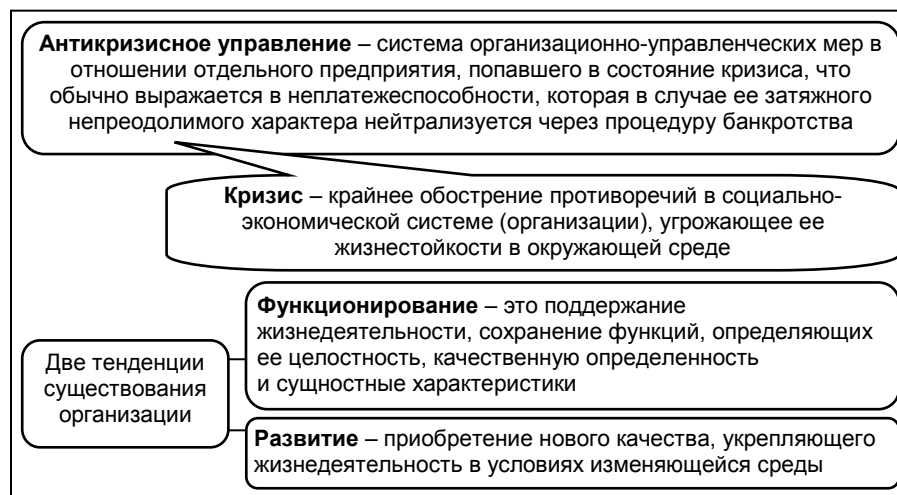 Антикризисное управление – система организационно-управленческих мер в
отношении отдельного предприятия, попавшего в состояние кризиса, что
обычно выражается в неплатежеспособности, которая в случае ее затяжного
непреодолимого характера нейтрализуется через процедуру банкротства
Кризис – крайнее обострение противоречий в социально-
экономической системе (организации), угрожающее ее
жизнестойкости в окружающей среде
Две тенденции
существования
организации
Функционирование – это поддержание
жизнедеятельности, сохранение функций, определяющих
ее целостность, качественную определенность
и сущностные характеристики
Развитие – приобретение нового качества, укрепляющего
жизнедеятельность в условиях изменяющейся среды